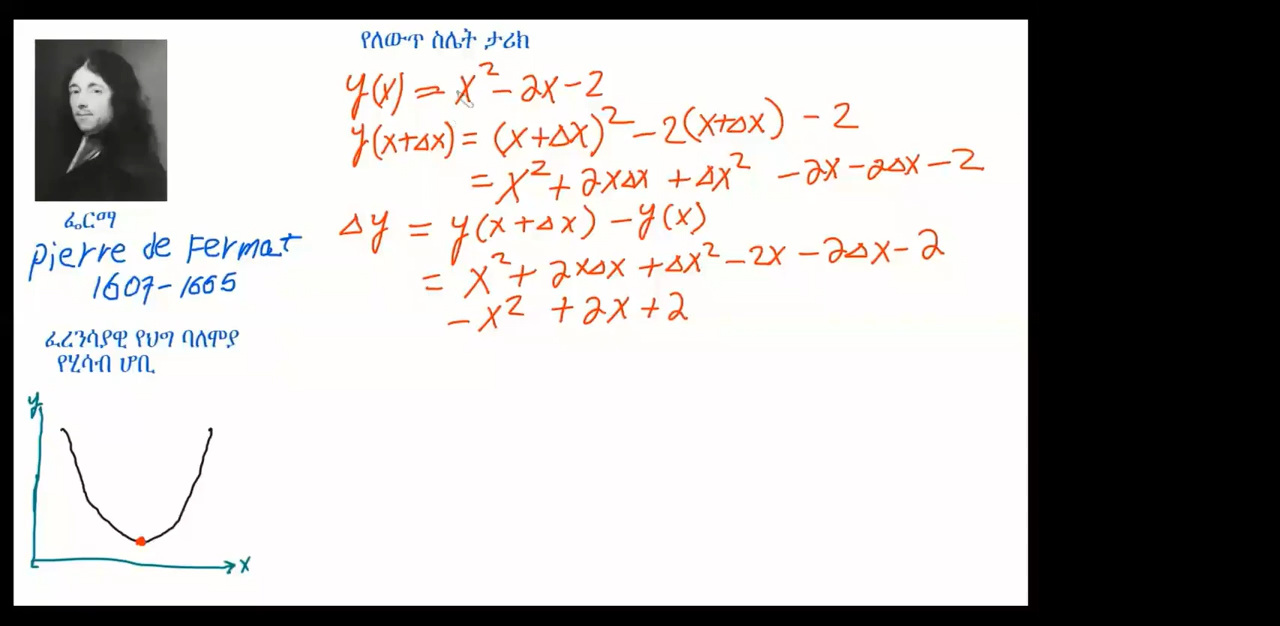 የለውጥ ስሌት ታሪክ
y(x) = x² - 2x - 2
y(x+Δx) = (x+Δx)² - 2(x+Δx) - 2
= x² + 2xΔx + Δx² - 2x - 2Δx - 2
Δy = y(x+Δx) - y(x)
= x² + 2xΔx + Δx² - 2x - 2Δx - 2
- x² + 2x + 2
ፌርማ
Pierre de Fermat
1607-1665
ፈረንሳያዊ የህግ ባለሞያ
የሂሳብ ሆቢ
y
x